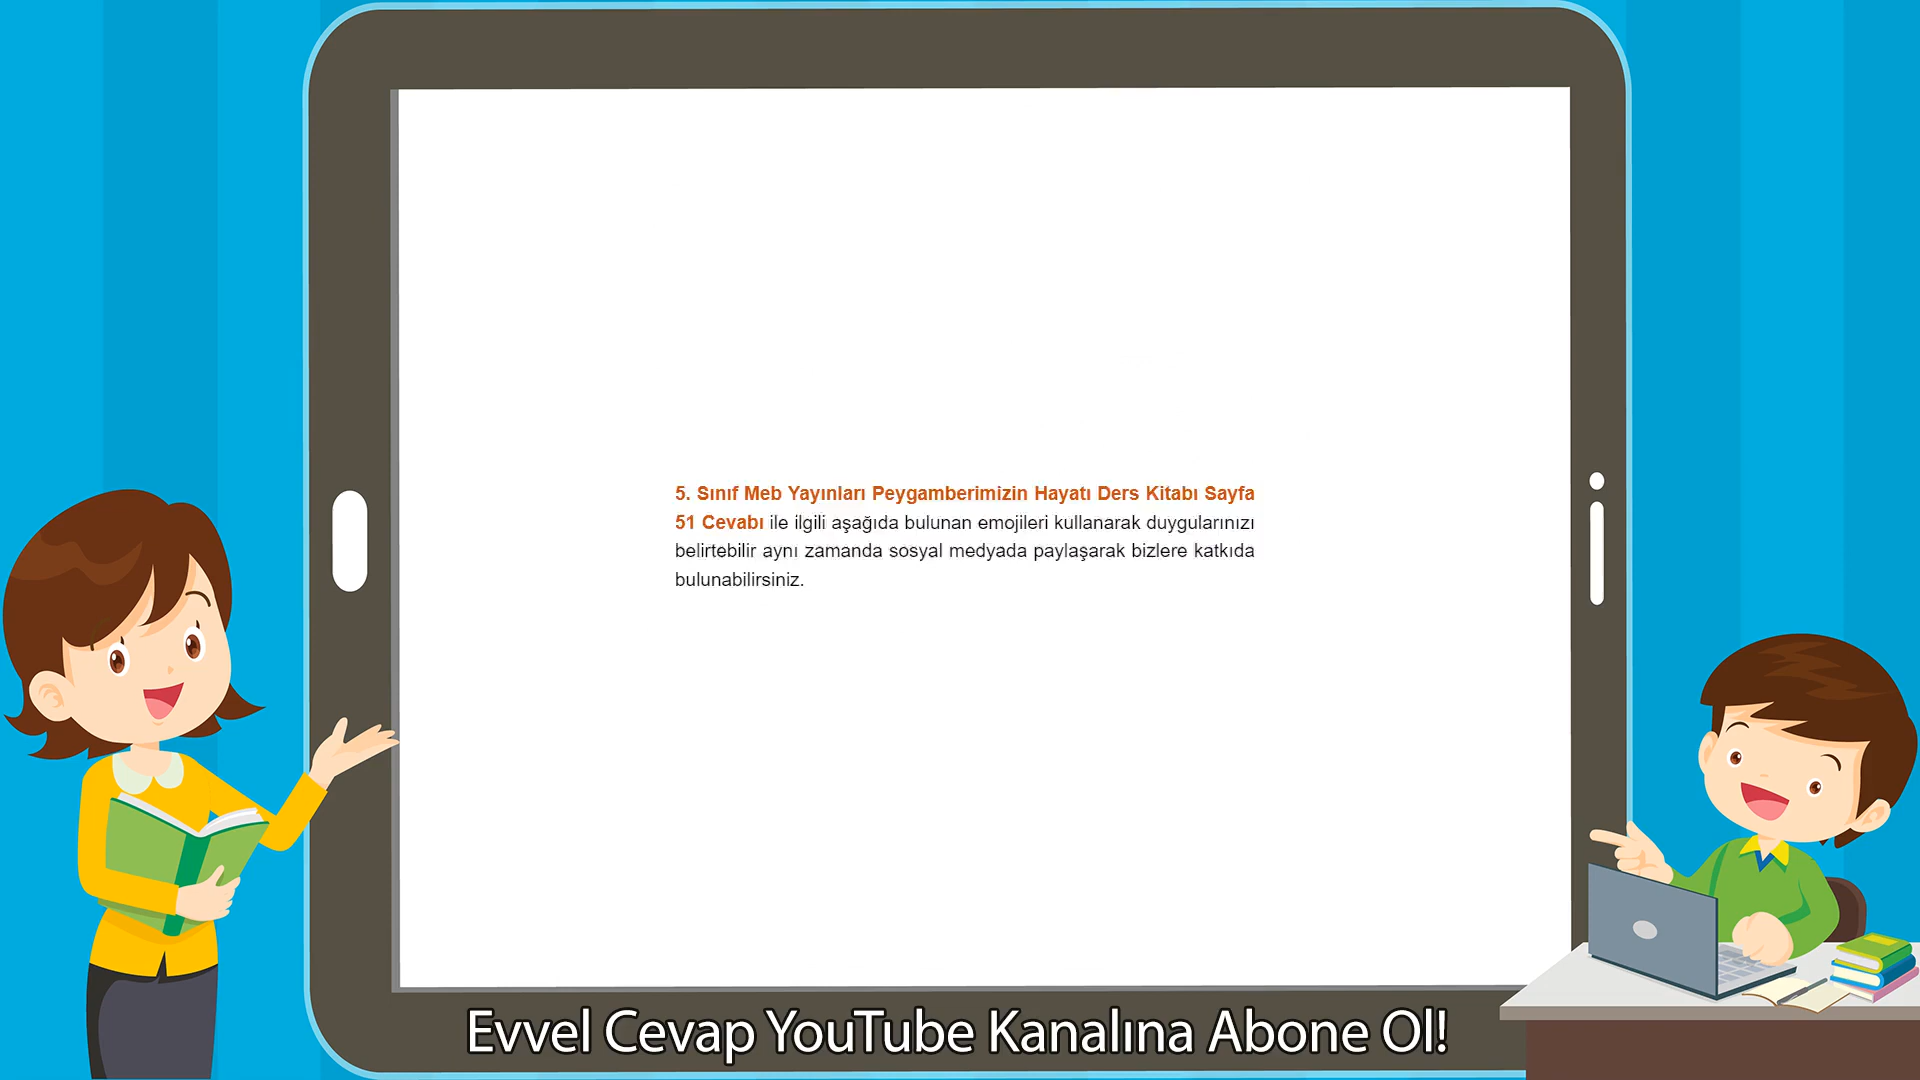 5. Sınıf Meb Yayınları Peygamberimizin Hayatı Ders Kitabı Sayfa
51 Cevabı ile ilgili aşağıda bulunan emojileri kullanarak duygularınızı
belirtebilir aynı zamanda sosyal medyada paylaşarak bizlere katkıda
bulunabilirsiniz.
Evvel Cevap YouTube Kanalına Abone Ol!